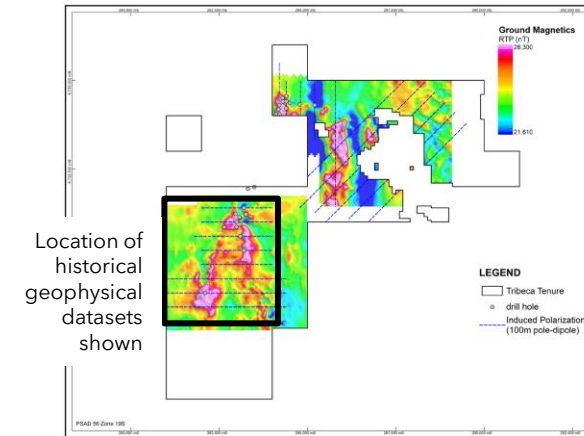 Ground Magnetics
RTP (nT)
26.300
21.610
Location of
historical
geophysical
datasets
shown
LEGEND
Tribeca Tenure
drill hole
Induced Polarization
(100m pole-dipole)
PSAD 56 Zone 19S